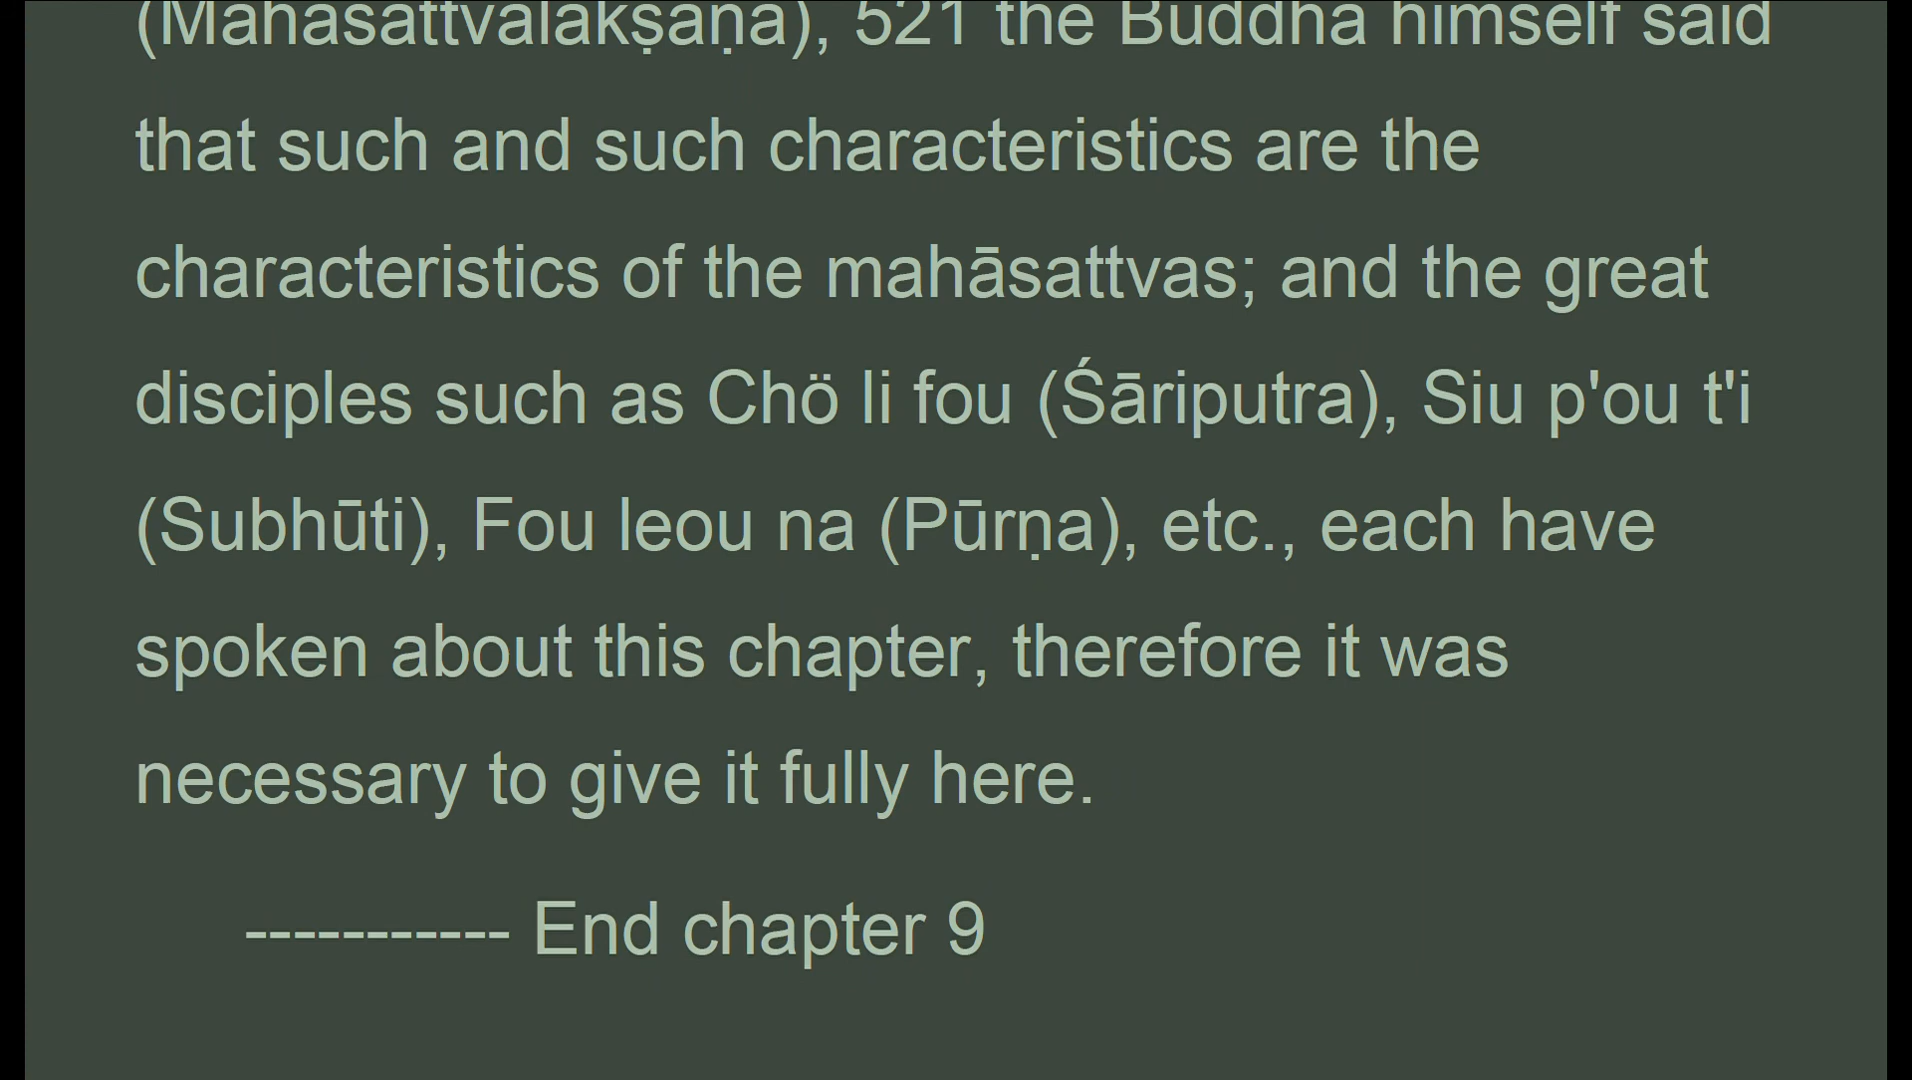 (Mahāsattvalakṣaṇa), 521 the Buddha himself said
that such and such characteristics are the
characteristics of the mahāsattvas; and the great
disciples such as Chö li fou (Śāriputra), Siu p'ou t'i
(Subhūti), Fou leou na (Pūrṇa), etc., each have
spoken about this chapter, therefore it was
necessary to give it fully here.
----------- End chapter 9